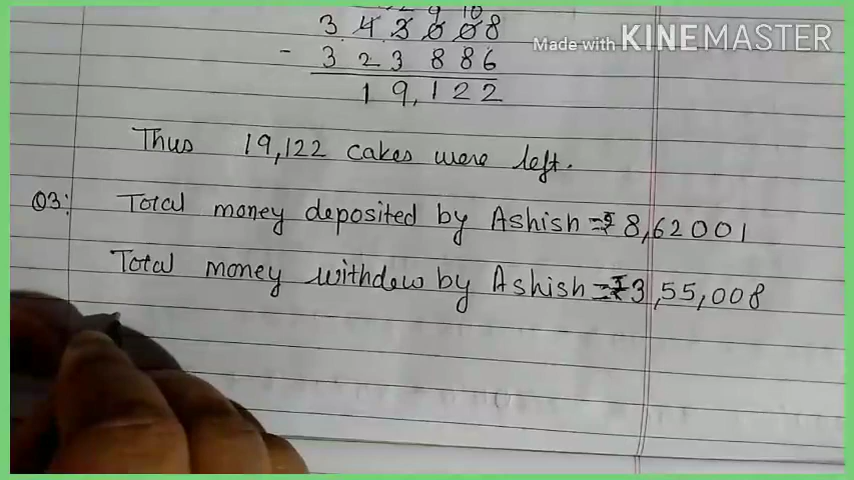 9 10
3 4 3 0 0 8
Made with KINEMASTER
- 3 2 3 8 8 6
1 9,1 2 2
Thus 19,122 cakes were left.
Q3: Total money deposited by Ashish = ₹ 8,62001
Total money withdew by Ashish = ₹ 3,55,008